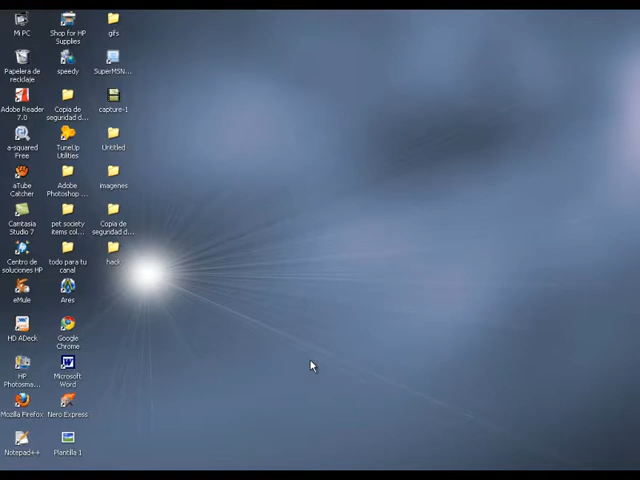 Mi PC
Shop for HP
Supplies
gifs
Papelera de
reciclaje
speedy
SuperMSN...
Adobe Reader
7.0
Copia de
seguridad d...
capture-1
a-squared
Free
TuneUp
Utilities
Untitled
aTube
Catcher
Adobe
Photoshop ...
imagenes
Camtasia
Studio 7
pet society
items col...
Copia de
seguridad d...
Centro de
soluciones HP
todo para tu
canal
hack
eMule
Ares
HD ADeck
Google
Chrome
HP
Photosma...
Microsoft
Word
Mozilla Firefox
Nero Express
Notepad++
Plantilla 1